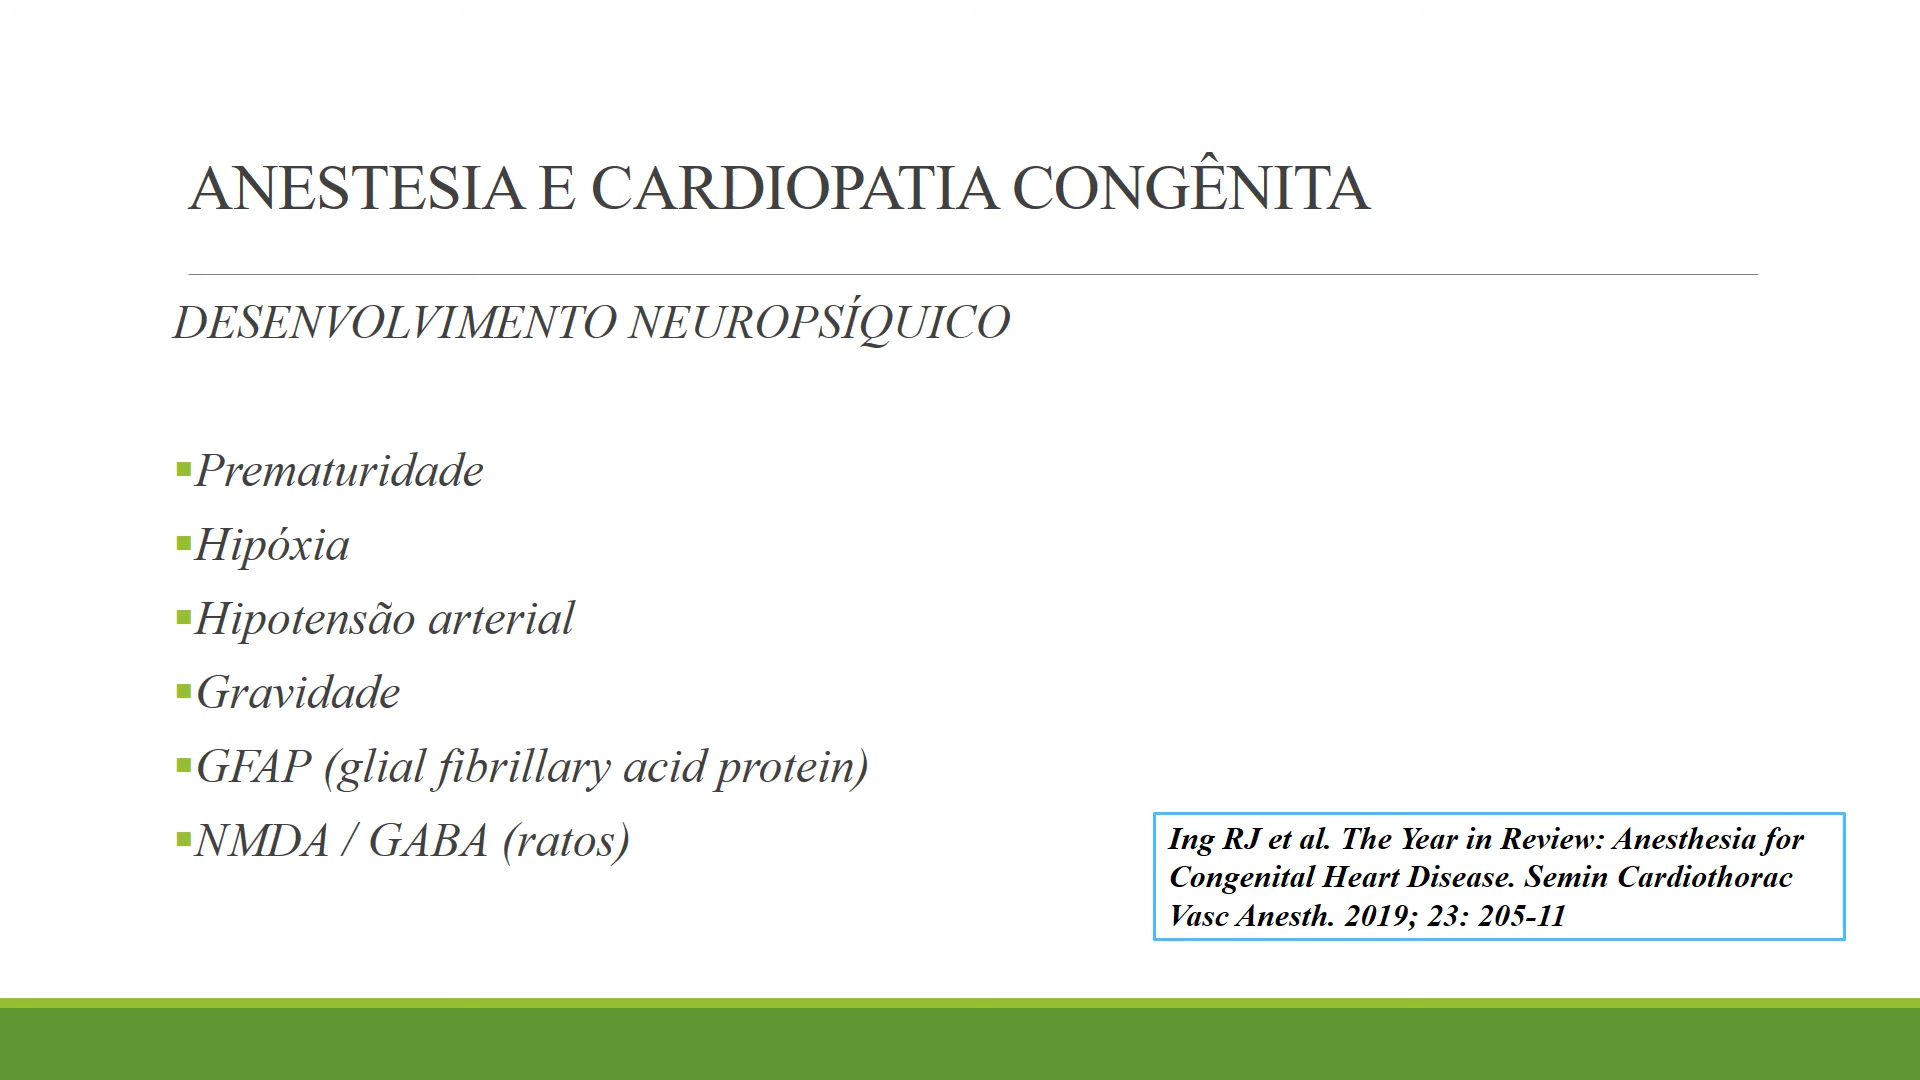 ANESTESIA E CARDIOPATIA CONGÊNITA
DESENVOLVIMENTO NEUROPSÍQUICO
Prematuridade
Hipóxia
Hipotensão arterial
Gravidade
GFAP (glial fibrillary acid protein)
NMDA / GABA (ratos)
Ing RJ et al. The Year in Review: Anesthesia for
Congenital Heart Disease. Semin Cardiothorac
Vasc Anesth. 2019; 23: 205-11